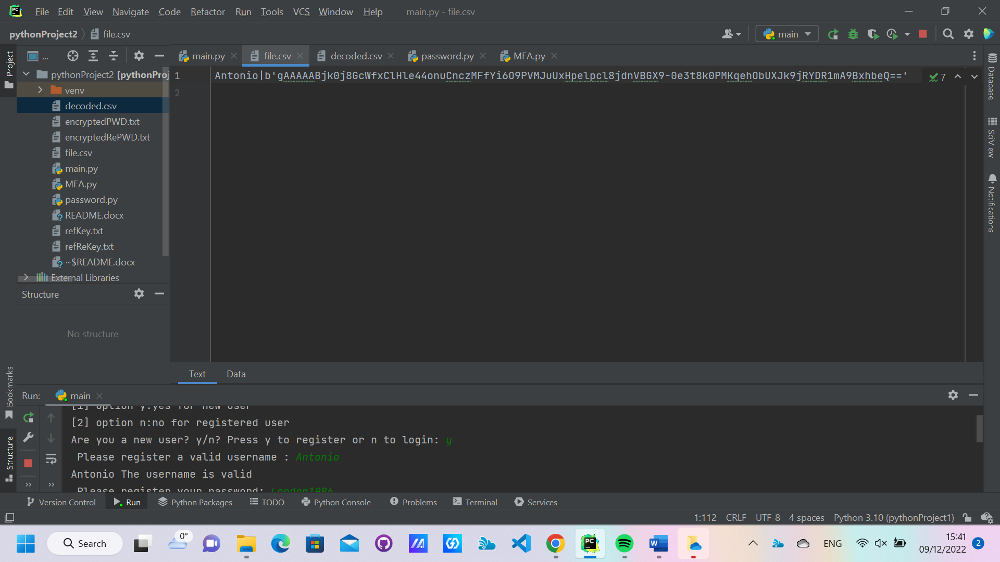 File Edit View Navigate Code Refactor Run Tools VCS Window Help main.py - file.csv
pythonProject2 file.csv
main
Project
...
main.py file.csv decoded.csv password.py MFA.py
pythonProject2 [pythonProj
venv
decoded.csv
encryptedPWD.txt
encryptedRePWD.txt
file.csv
main.py
MFA.py
password.py
README.docx
refKey.txt
refReKey.txt
~$README.docx
External Libraries
1 Antonio|b'gAAAAABjk0j8GcWfxClHle44onuCnczMFfYi6O9PVMJuUxHpelpcl8jdnVBGX9-0e3t8k0PMKqehObUXJk9jRYDR1mA9BxhbeQ=='
7
2
Database
SciView
Notifications
Structure
No structure
Text Data
Bookmarks
Structure
Run: main
[1] option y:yes for new user
[2] option n:no for registered user
Are you a new user? y/n? Press y to register or n to login: y
Please register a valid username : Antonio
Antonio The username is valid
Please register your password: London1986
Version Control Run Python Packages TODO Python Console Problems Terminal Services
1:112 CRLF UTF-8 4 spaces Python 3.10 (pythonProject1)
Search
0°
PC
W
ENG
15:41
09/12/2022
2